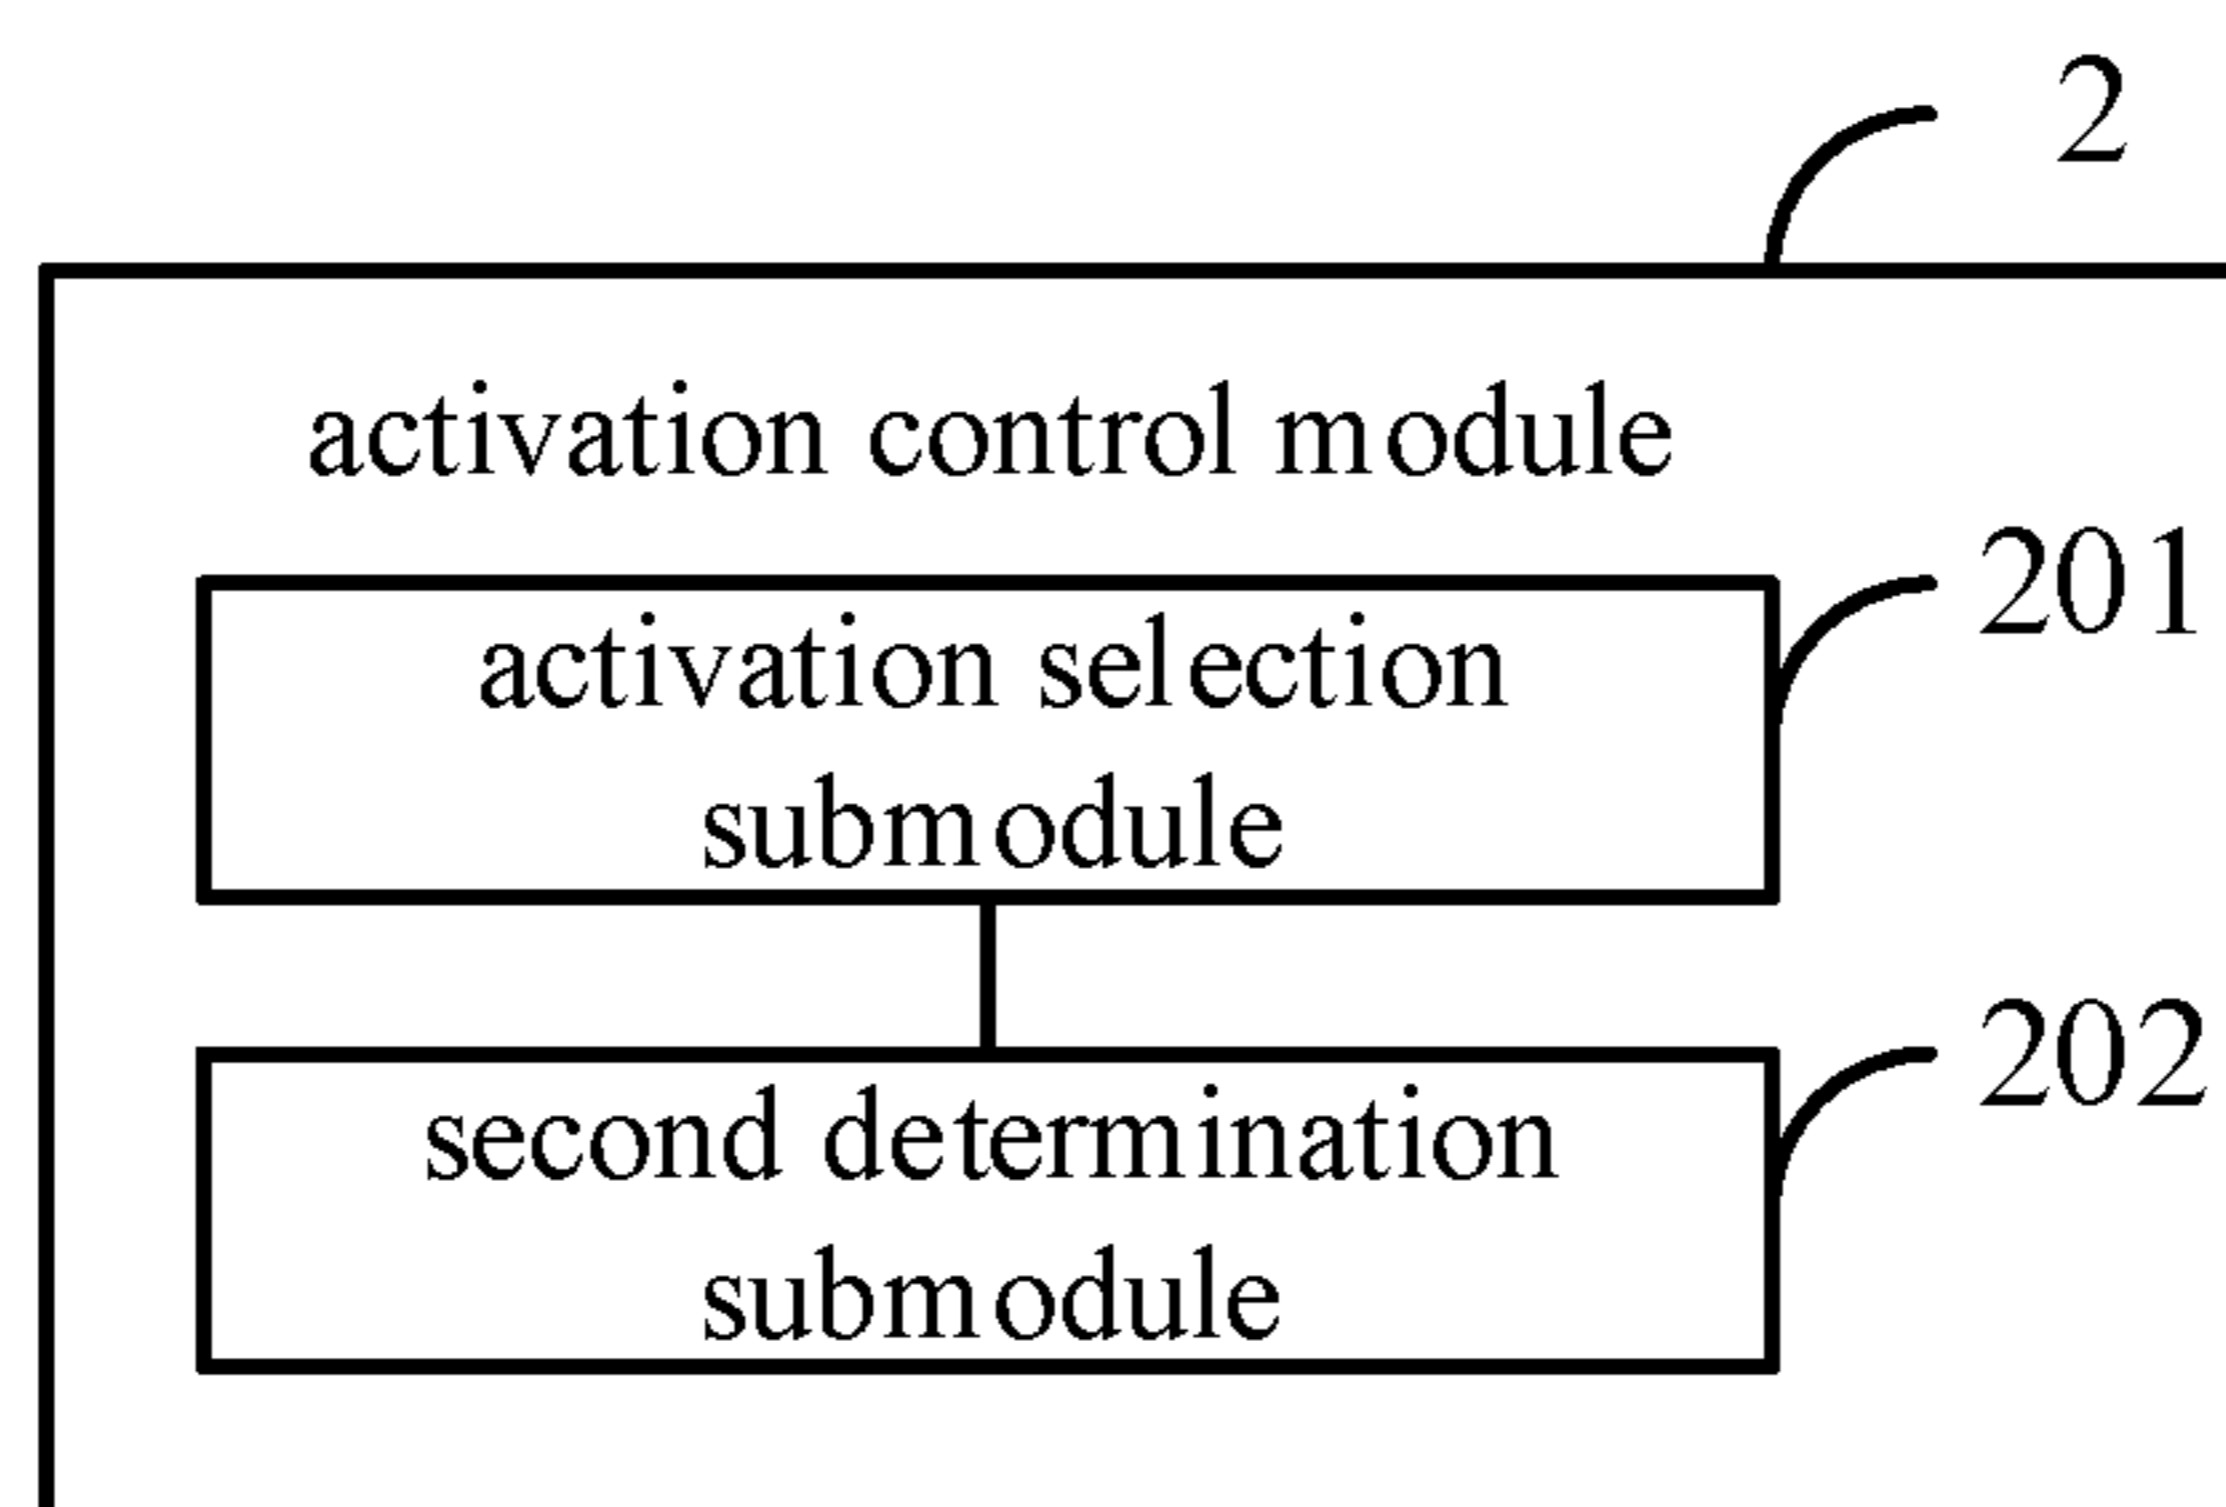 2
activation control module
201
activation selection
submodule
202
second determination
submodule